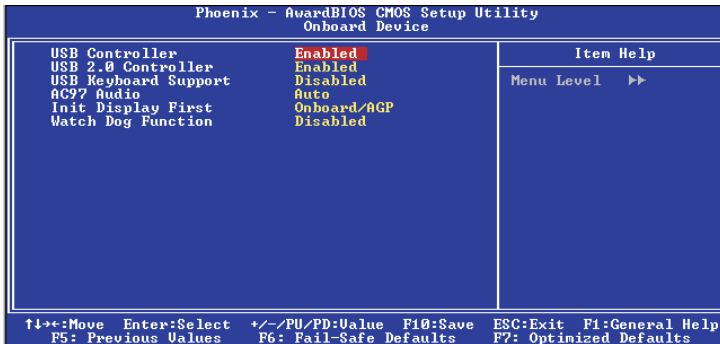 Phoenix - AwardBIOS CMOS Setup Utility
Onboard Device
USB Controller Enabled
USB 2.0 Controller Enabled
USB Keyboard Support Disabled
AC97 Audio Auto
Init Display First Onboard/AGP
Watch Dog Function Disabled
Item Help
Menu Level ▶▶
↑↓→←:Move Enter:Select +/-/PU/PD:Value F10:Save ESC:Exit F1:General Help
F5: Previous Values F6: Fail-Safe Defaults F7: Optimized Defaults